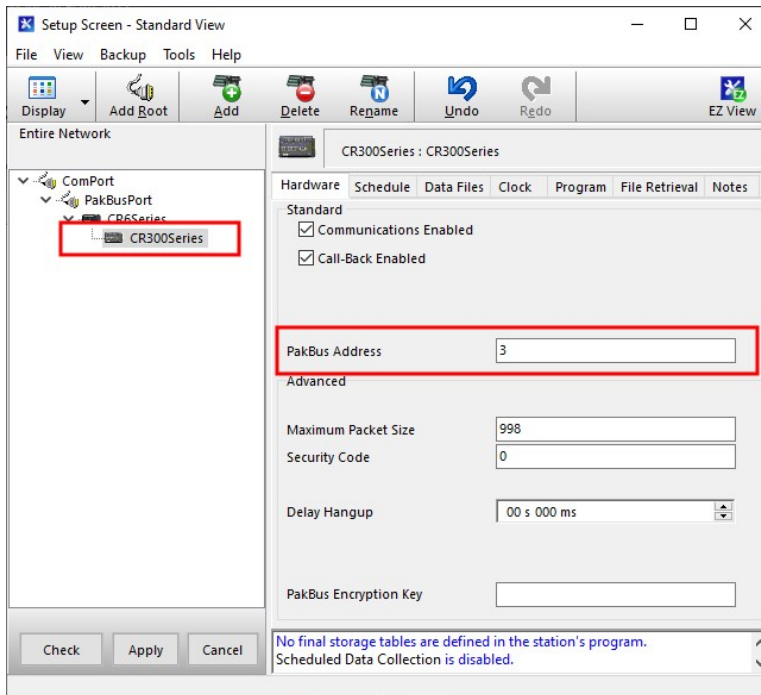 Setup Screen - Standard View
File View Backup Tools Help
Display Add Root Add Delete Rename Undo Redo EZ View
Entire Network
ComPort
PakBusPort
CR6Series
CR300Series
CR300Series : CR300Series
Hardware Schedule Data Files Clock Program File Retrieval Notes
Standard
Communications Enabled
Call-Back Enabled
PakBus Address 3
Advanced
Maximum Packet Size 998
Security Code 0
Delay Hangup 00 s 000 ms
PakBus Encryption Key
Check Apply Cancel
No final storage tables are defined in the station's program.
Scheduled Data Collection is disabled.